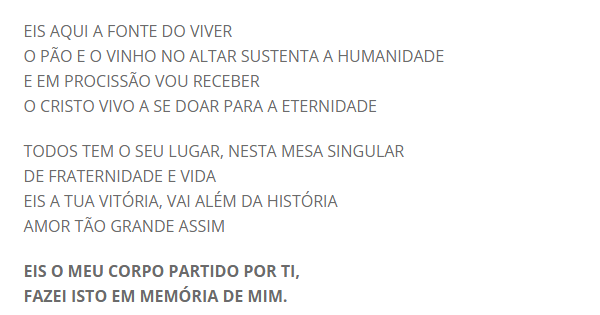 EIS AQUI A FONTE DO VIVER
O PÃO E O VINHO NO ALTAR SUSTENTA A HUMANIDADE
E EM PROCISSÃO VOU RECEBER
O CRISTO VIVO A SE DOAR PARA A ETERNIDADE

TODOS TEM O SEU LUGAR, NESTA MESA SINGULAR
DE FRATERNIDADE E VIDA
EIS A TUA VITÓRIA, VAI ALÉM DA HISTÓRIA
AMOR TÃO GRANDE ASSIM

EIS O MEU CORPO PARTIDO POR TI,
FAZEI ISTO EM MEMÓRIA DE MIM.